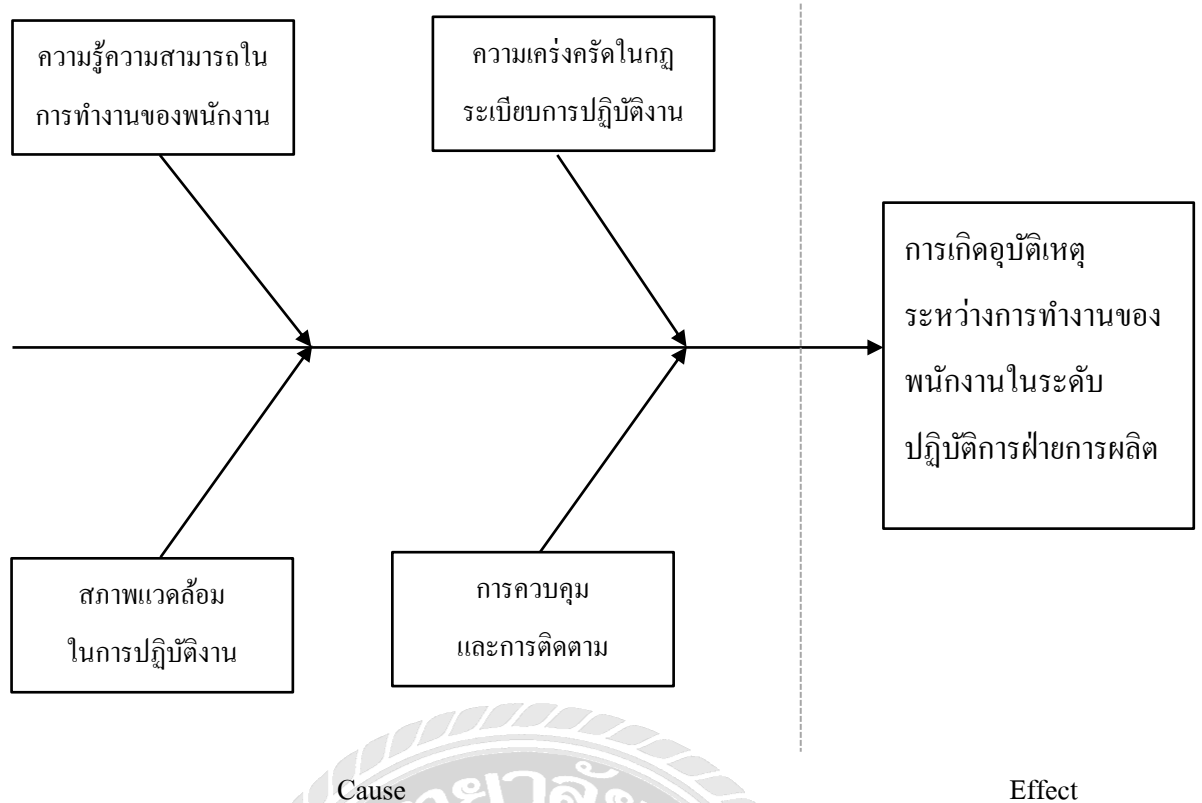 ความรู้ความสามารถใน
การทำงานของพนักงาน
ความเคร่งครัดในกฎ
ระเบียบการปฏิบัติงาน
การเกิดอุบัติเหตุ
ระหว่างการทำงานของ
พนักงานในระดับ
ปฏิบัติการฝ่ายการผลิต
สภาพแวดล้อม
ในการปฏิบัติงาน
การควบคุม
และการติดตาม
Cause
Effect